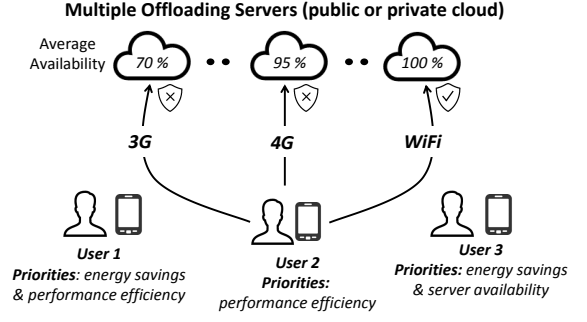 Multiple Offloading Servers (public or private cloud)
Average
Availability
70 %
95 %
100 %
3G
4G
WiFi
User 1
Priorities: energy savings
& performance efficiency
User 2
Priorities:
performance efficiency
User 3
Priorities: energy savings
& server availability